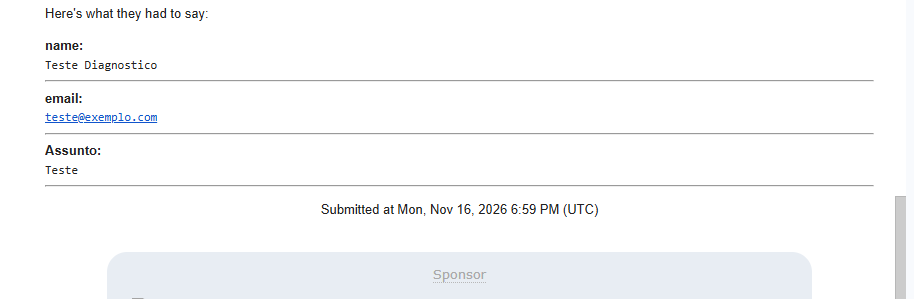 Here's what they had to say:
name:
Teste Diagnostico
email:
teste@exemplo.com
Assunto:
Teste
Submitted at Mon, Nov 16, 2026 6:59 PM (UTC)
Sponsor